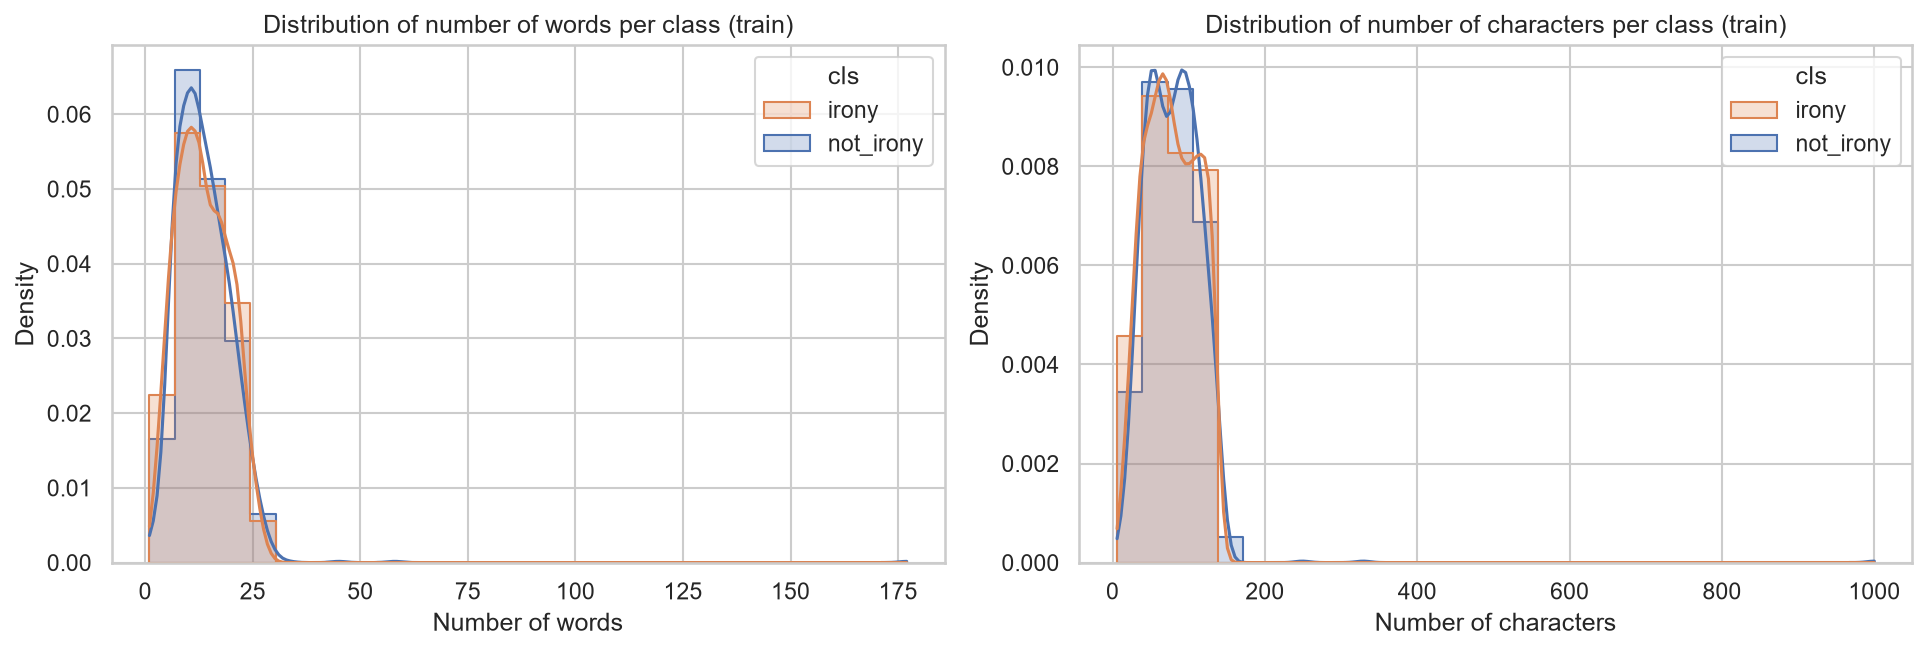 Distribution of number of words per class (train)
0.06
0.05
0.04
0.03
0.02
0.01
0.00
Density
0 25 50 75 100 125 150 175
Number of words
cls
irony
not_irony
Distribution of number of characters per class (train)
0.010
0.008
0.006
0.004
0.002
0.000
Density
0 200 400 600 800 1000
Number of characters
cls
irony
not_irony